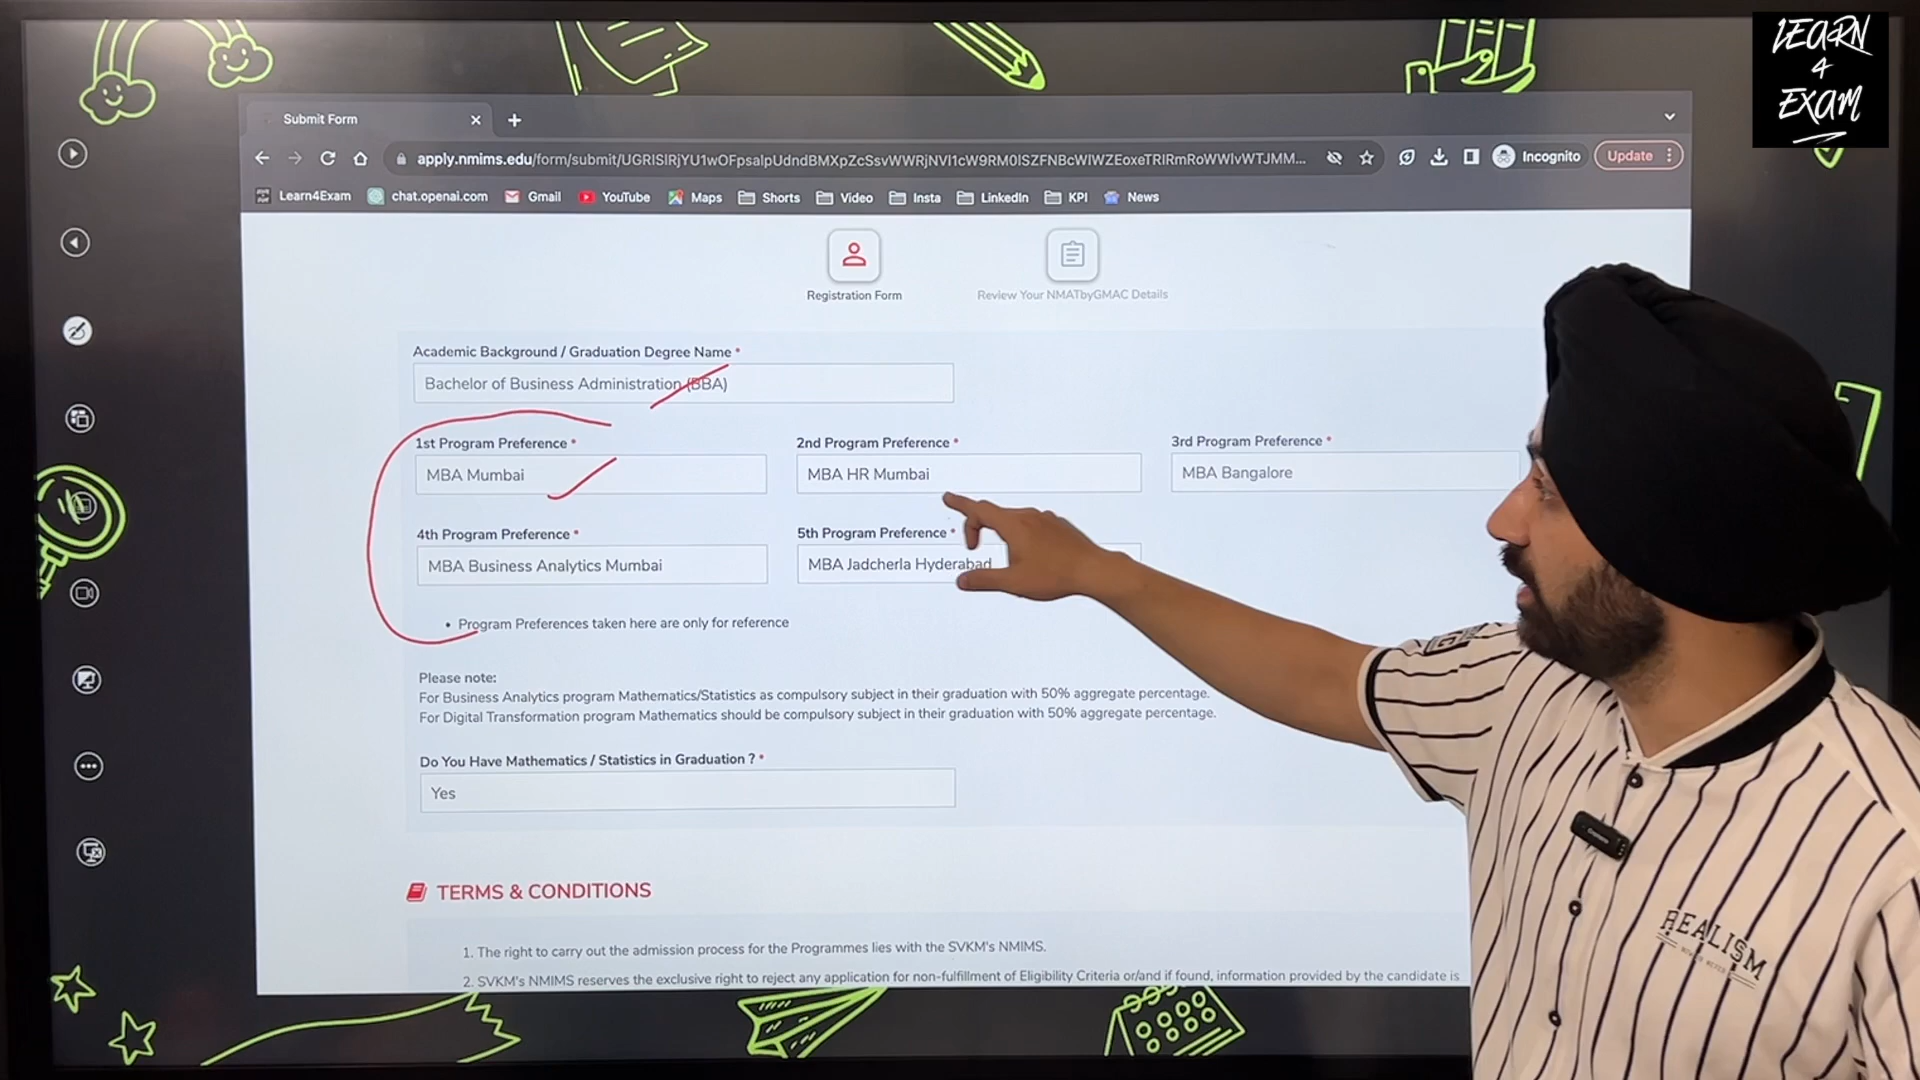 LEARN
4
EXAM
Submit Form
apply.nmims.edu/form/submit/
Incognito
Update
Learn4Exam
chat.openai.com
Gmail
YouTube
Maps
Shorts
Video
Insta
LinkedIn
KPI
News
Registration Form
Review Your NMATbyGMAC Details
Academic Background / Graduation Degree Name *
Bachelor of Business Administration (BBA)
1st Program Preference *
2nd Program Preference *
3rd Program Preference *
MBA Mumbai
MBA HR Mumbai
MBA Bangalore
4th Program Preference *
5th Program Preference *
MBA Business Analytics Mumbai
MBA Jadcherla Hyderabad
• Program Preferences taken here are only for reference
Please note:
For Business Analytics program Mathematics/Statistics as compulsory subject in their graduation with 50% aggregate percentage.
For Digital Transformation program Mathematics should be compulsory subject in their graduation with 50% aggregate percentage.
Do You Have Mathematics / Statistics in Graduation ? *
Yes
TERMS & CONDITIONS
1. The right to carry out the admission process for the Programmes lies with the SVKM's NMIMS.
2. SVKM's NMIMS reserves the exclusive right to reject any application for non-fulfillment of Eligibility Criteria or/and if found, information provided by the candidate is
REALISM